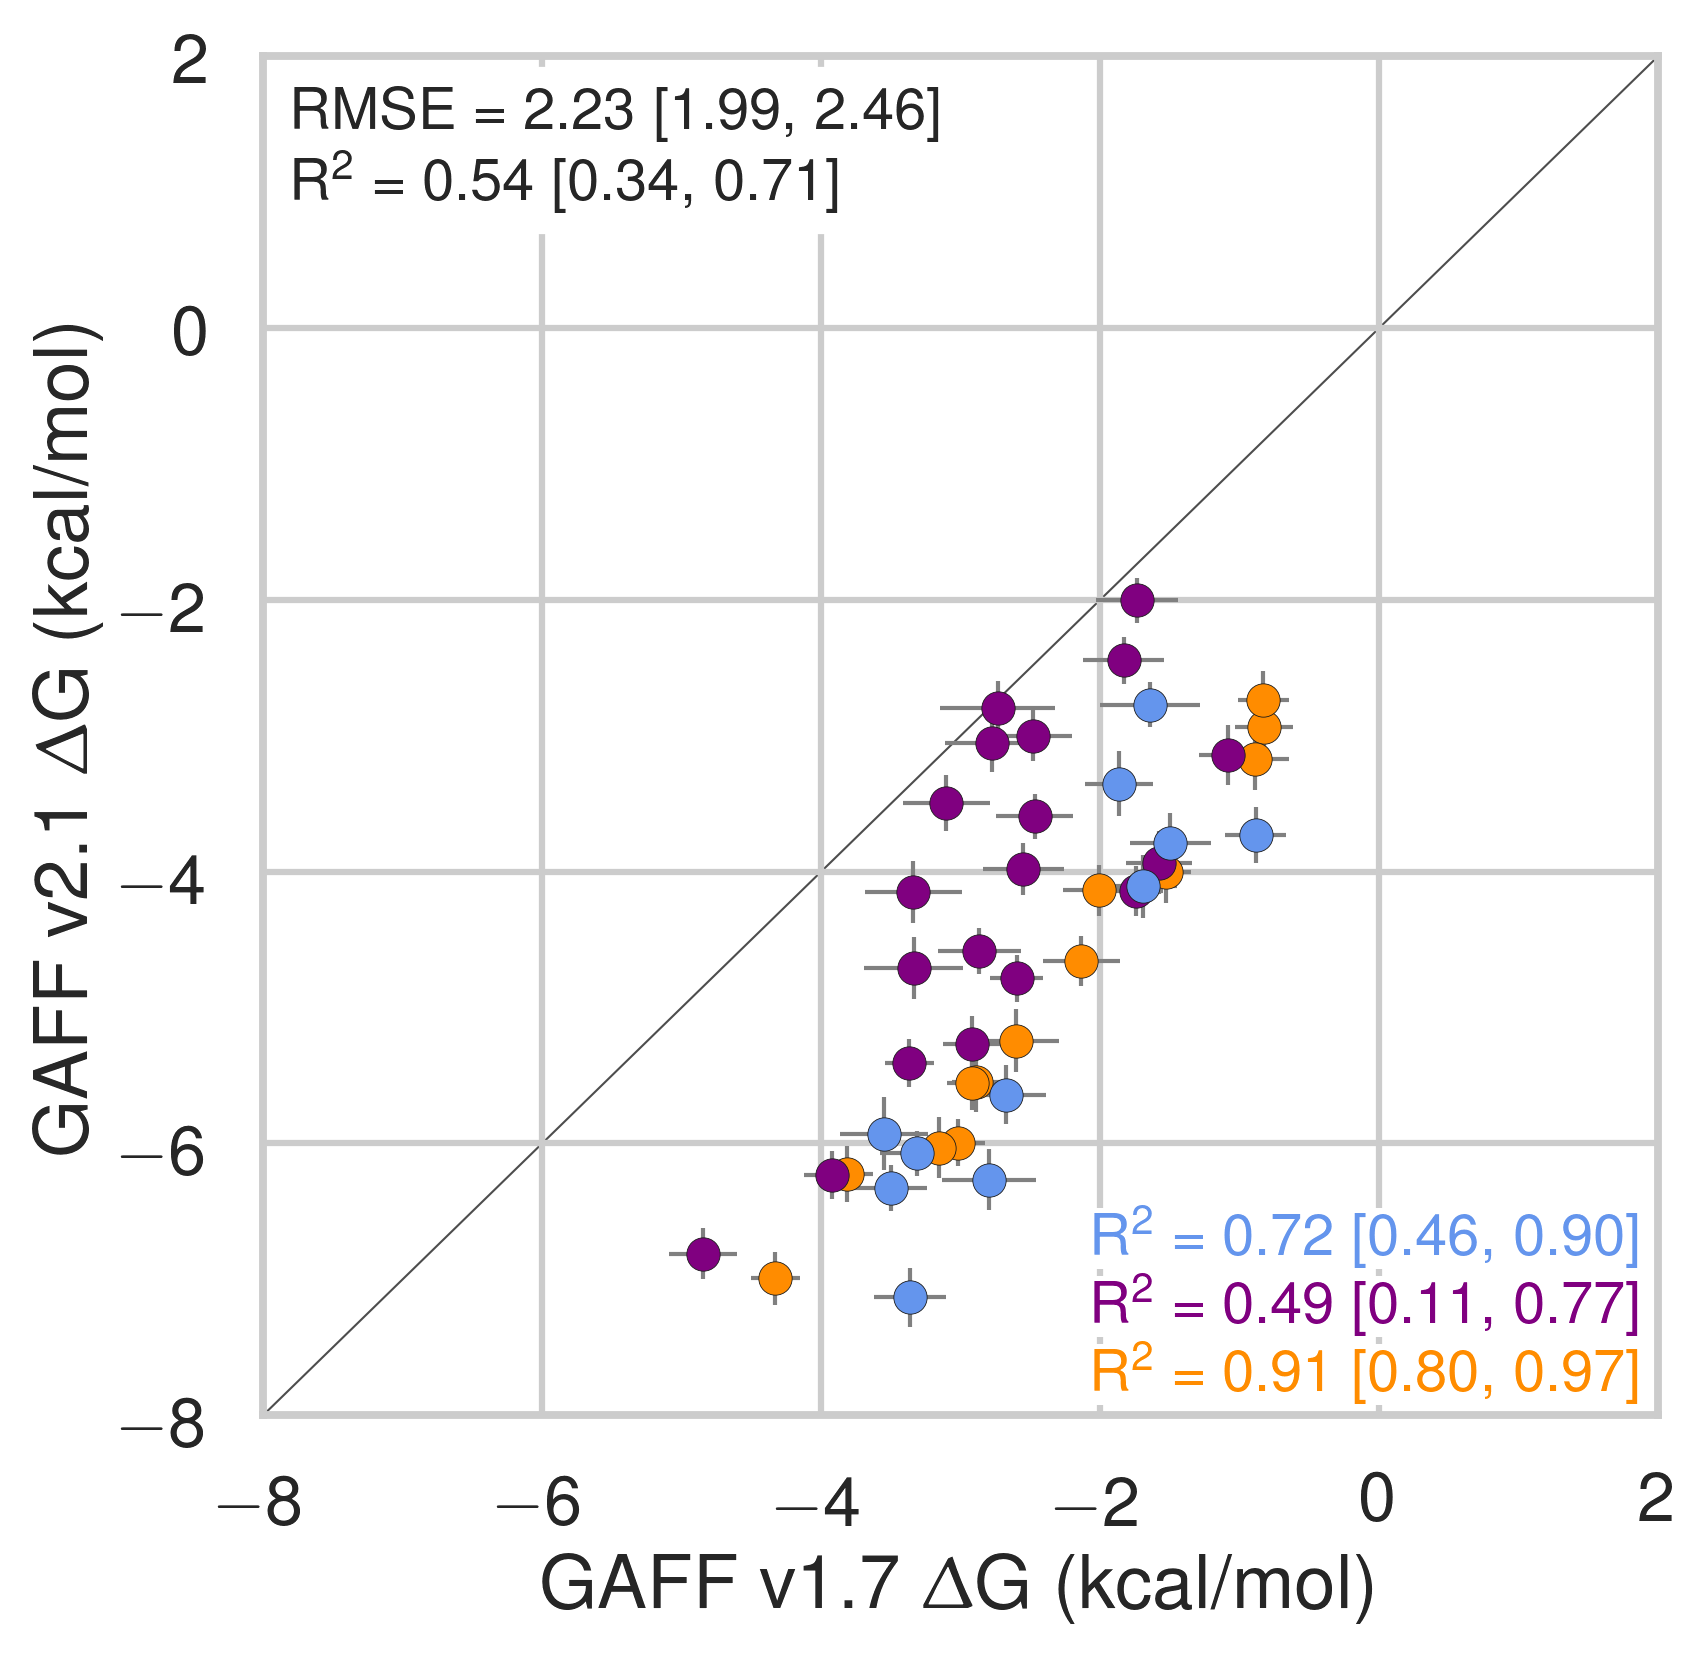 2
0
−2
−4
−6
−8
GAFF v2.1 ΔG (kcal/mol)
RMSE = 2.23 [1.99, 2.46]
R² = 0.54 [0.34, 0.71]
R² = 0.72 [0.46, 0.90]
R² = 0.49 [0.11, 0.77]
R² = 0.91 [0.80, 0.97]
−8 −6 −4 −2 0 2
GAFF v1.7 ΔG (kcal/mol)